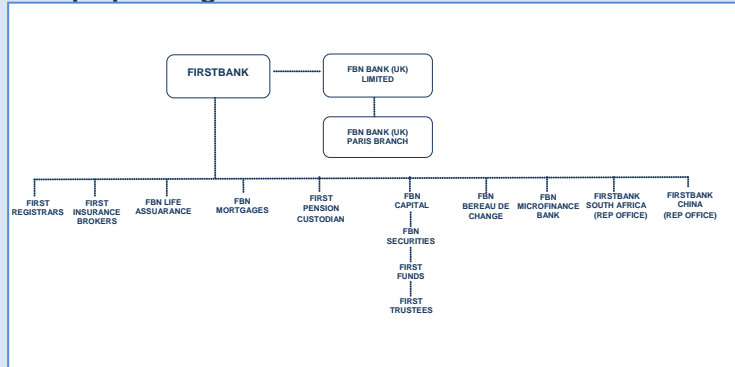 FIRSTBANK
FBN BANK (UK)
LIMITED
FBN BANK (UK)
PARIS BRANCH
FIRST
REGISTRARS
FIRST
INSURANCE
BROKERS
FBN LIFE
ASSUARANCE
FBN
MORTGAGES
FIRST
PENSION
CUSTODIAN
FBN
CAPITAL
FBN
SECURITIES
FIRST
FUNDS
FIRST
TRUSTEES
FBN
BEREAU DE
CHANGE
FBN
MICROFINANCE
BANK
FIRSTBANK
SOUTH AFRICA
(REP OFFICE)
FIRSTBANK
CHINA
(REP OFFICE)